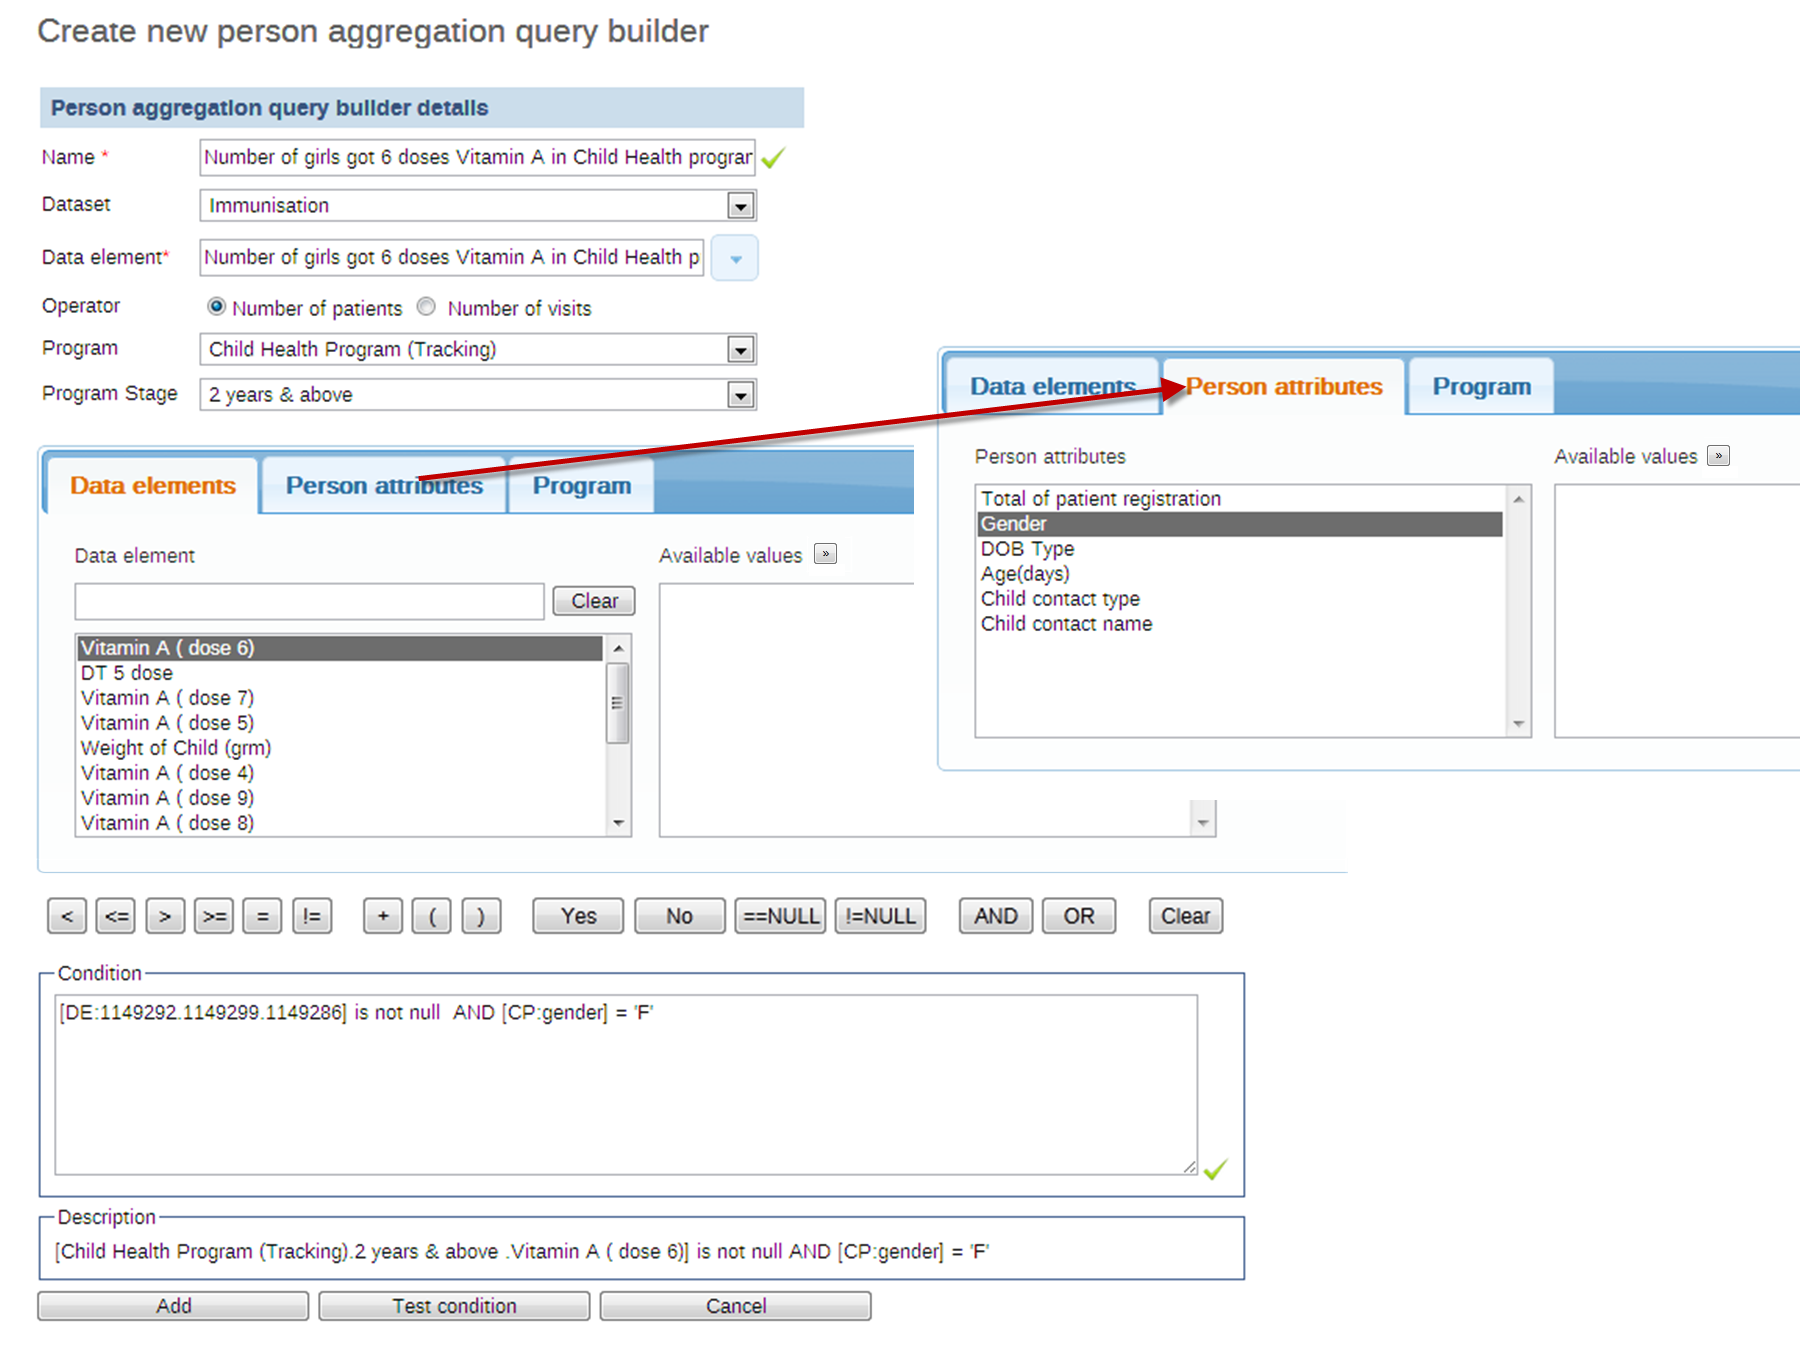 Create new person aggregation query builder
Person aggregation query builder details
Name *
Number of girls got 6 doses Vitamin A in Child Health prograr
Dataset
Immunisation
Data element*
Number of girls got 6 doses Vitamin A in Child Health p
Operator
Number of patients
Number of visits
Program
Child Health Program (Tracking)
Program Stage
2 years & above
Data elements
Person attributes
Program
Data element
Available values »
Clear
Vitamin A ( dose 6)
DT 5 dose
Vitamin A ( dose 7)
Vitamin A ( dose 5)
Weight of Child (grm)
Vitamin A ( dose 4)
Vitamin A ( dose 9)
Vitamin A ( dose 8)
Data elements
Person attributes
Program
Person attributes
Available values »
Total of patient registration
Gender
DOB Type
Age(days)
Child contact type
Child contact name
< <= > >= = != + ( ) Yes No ==NULL !=NULL AND OR Clear
Condition
[DE:1149292.1149299.1149286] is not null AND [CP:gender] = 'F'
Description
[Child Health Program (Tracking).2 years & above .Vitamin A ( dose 6)] is not null AND [CP:gender] = 'F'
Add
Test condition
Cancel